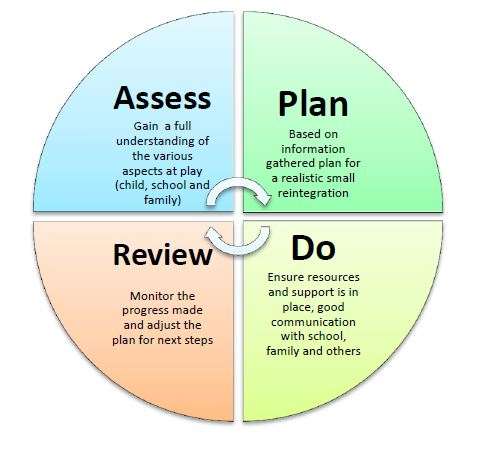 Assess
Gain a full
understanding of
the various
aspects at play
(child, school and
family)
Plan
Based on
information
gathered plan for
a realistic small
reintegration
Review
Monitor the
progress made
and adjust the
plan for next steps
Do
Ensure resources
and support is in
place, good
communication
with school,
family and others